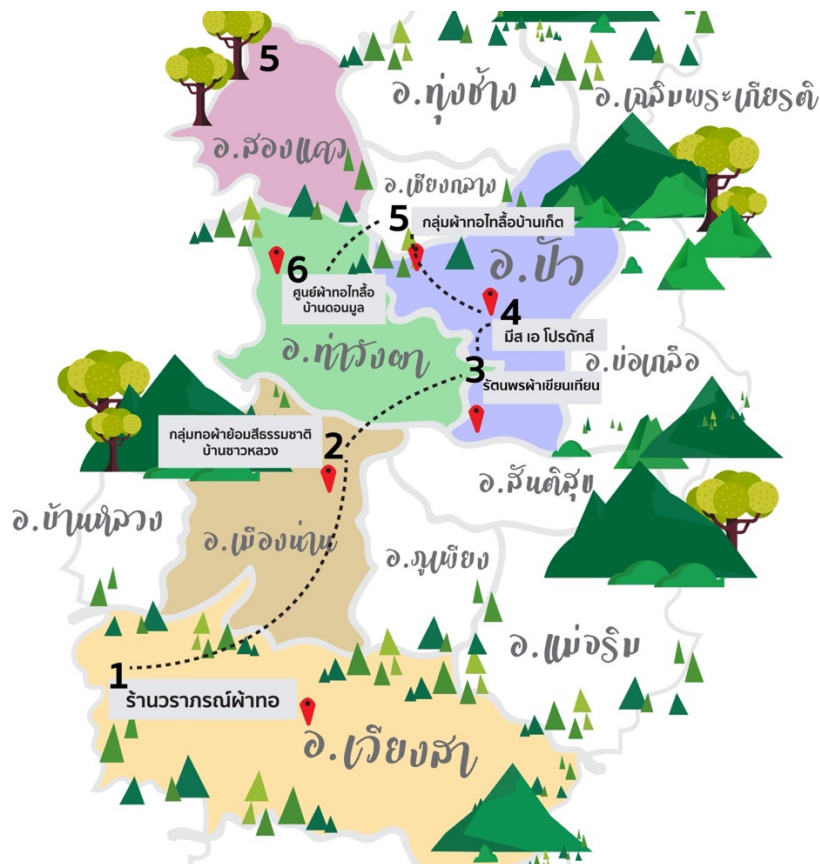 5
อ.ทุ่งช้าง
อ.เฉลิมพระเกียรติ
อ.สองแคว
อ.เชียงกลาง
5
กลุ่มผ้าทอไทลื้อบ้านเก็ต
อ.ปัว
6
ศูนย์ผ้าทอไทลื้อ
บ้านดอนมูล
4
มีส เอ โปรดักส์
อ.ท่าวังผา
3
รัตนพรผ้าเขียนเทียน
อ.บ่อเกลือ
กลุ่มทอผ้าย้อมสีธรรมชาติ
บ้านซาวหลวง
2
อ.สันติสุข
อ.บ้านหลวง
อ.เมืองน่าน
อ.ภูเพียง
อ.แม่จริม
1
ร้านวราภรณ์ผ้าทอ
อ.เวียงสา